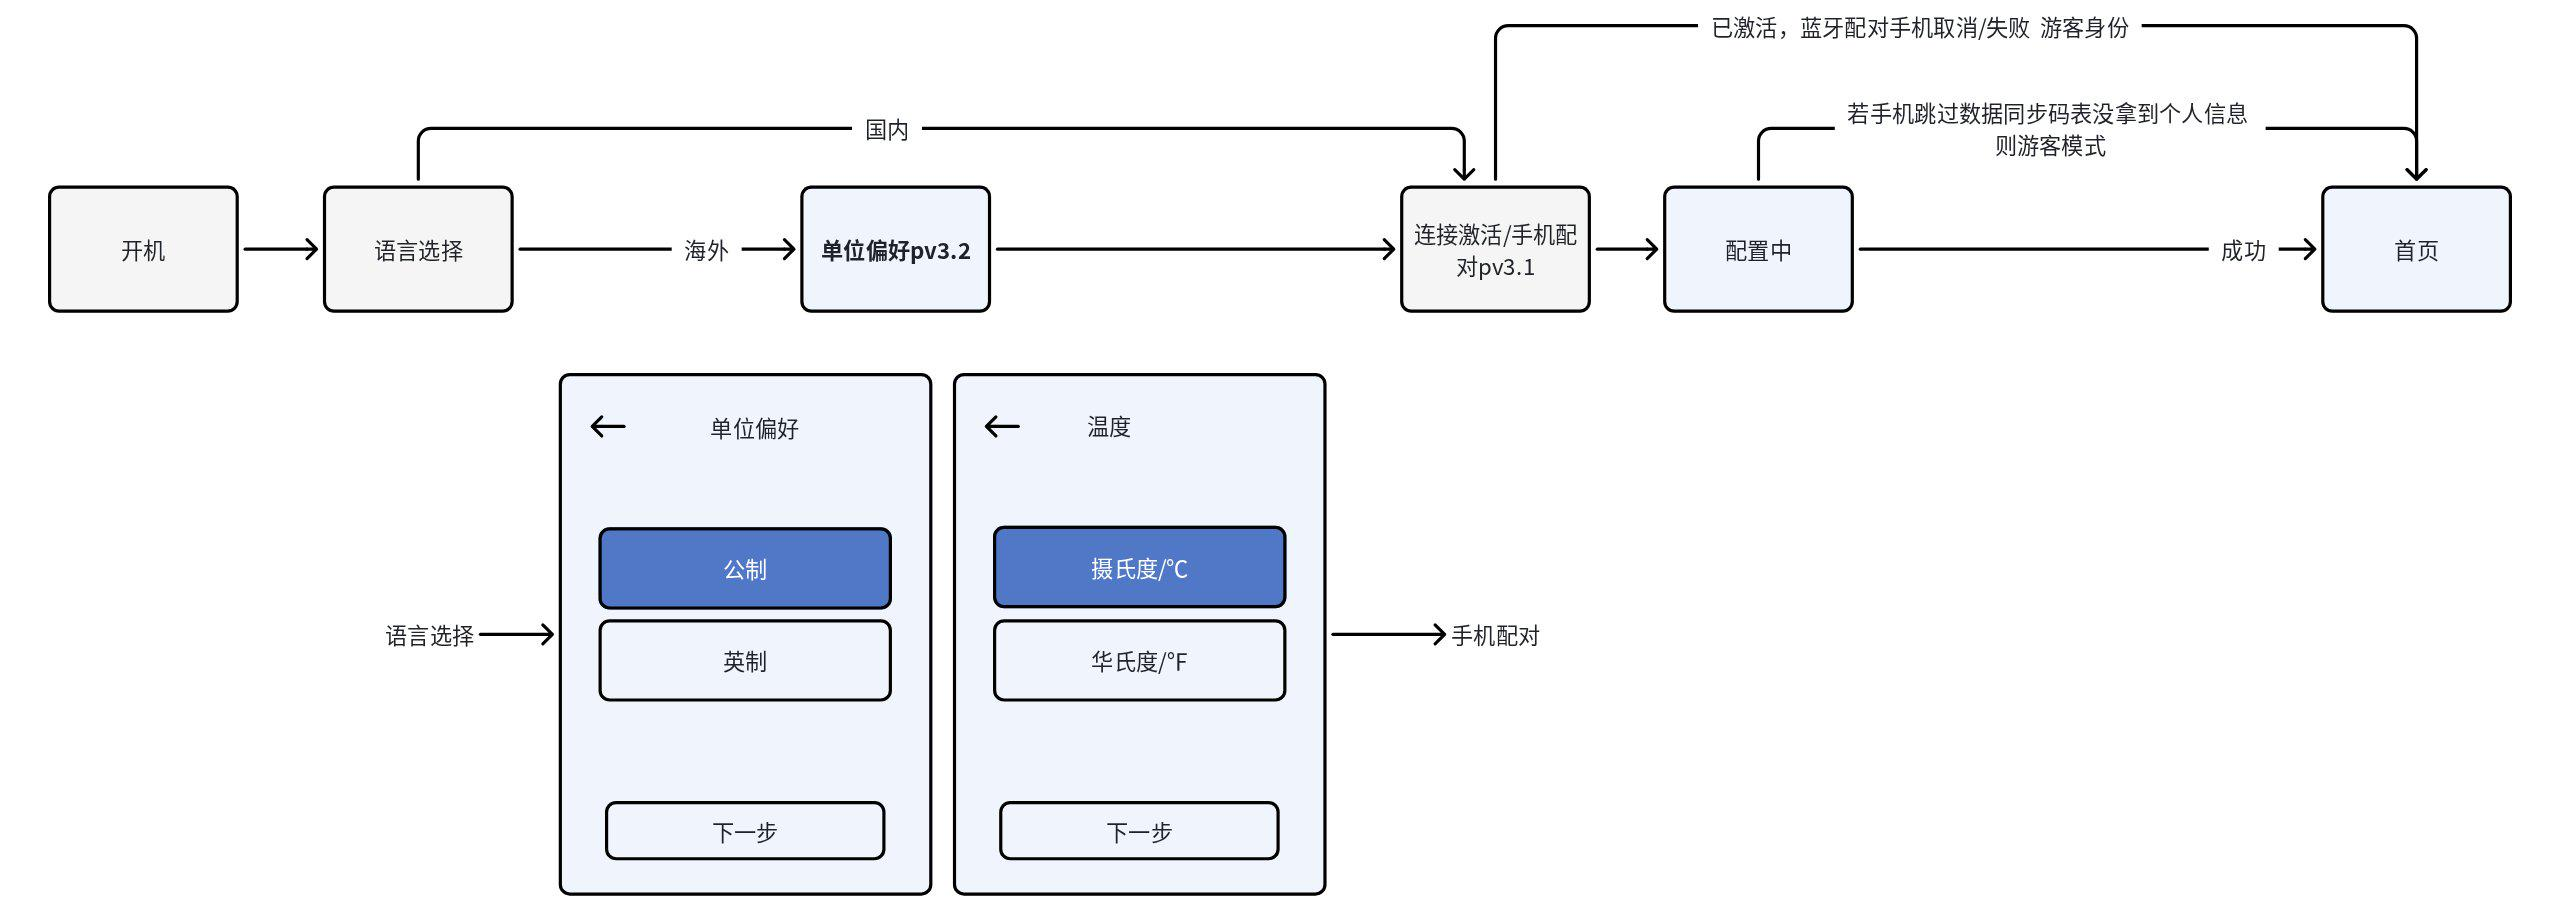 已激活，蓝牙配对手机取消/失败 游客身份
若手机跳过数据同步码表没拿到个人信息
则游客模式
国内
开机
语言选择
海外
单位偏好pv3.2
连接激活/手机配
对pv3.1
配置中
成功
首页
单位偏好
温度
公制
摄氏度/°C
语言选择
英制
华氏度/°F
手机配对
下一步
下一步